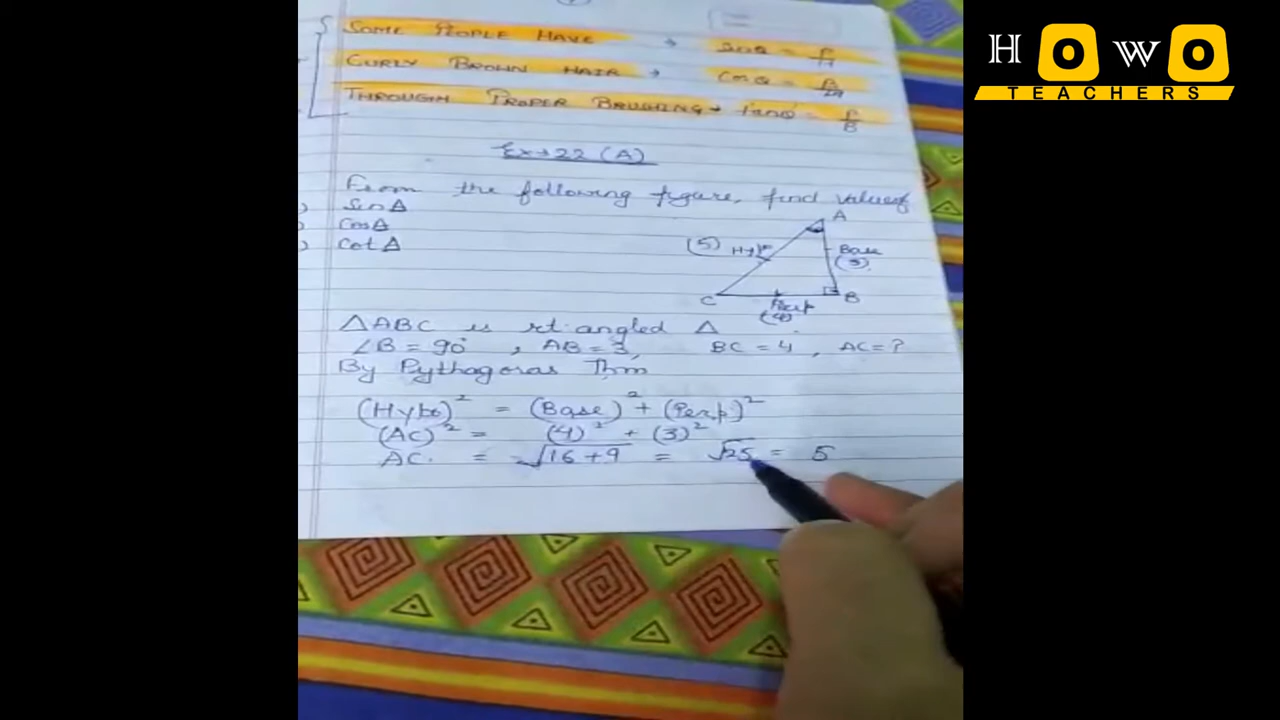 HOWO
TEACHERS
SOME PEOPLE HAVE → sinθ = P/H
CURLY BROWN HAIR → cosθ = B/H
THROUGH PROPER BRUSHING → tanθ = P/B
Ex → 22 (A)
From the following figure, find value of
) sin A
) cos A
) cot A
A
(5) Hypt
Base
(3)
C
B
Perp
(4)
△ABC is rt angled △
∠B = 90°, AB = 3, BC = 4, AC = ?
By Pythagoras Thm
(Hypt)² = (Base)² + (Perp)²
(AC)² = (4)² + (3)²
AC. = √16+9 = √25 = 5